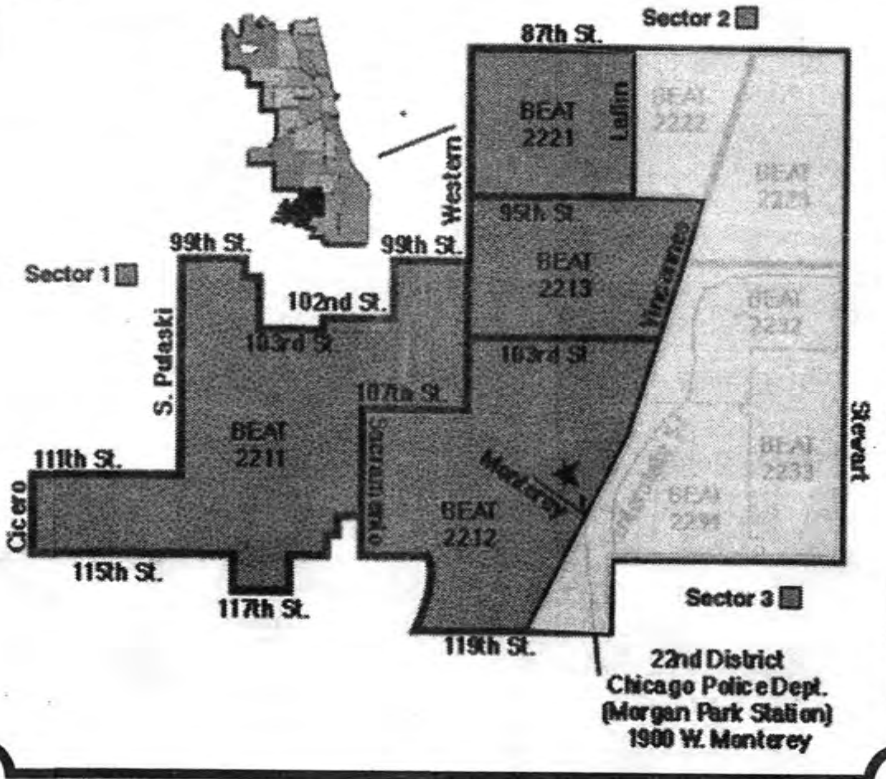 Sector 2
87th St.
BEAT
2221
Laflin
BEAT
2222
BEAT
Western
95th St.
99th St.
99th St.
BEAT
2213
Vincennes
Sector 1
102nd St.
103rd St.
103rd St.
BEAT
2232
S. Pulaski
107th St.
Sacramento
BEAT
2211
Stewart
111th St.
Monterey
BEAT
2233
Cicero
BEAT
2212
BEAT
115th St.
117th St.
Sector 3
119th St.
22nd District
Chicago Police Dept.
(Morgan Park Station)
1900 W. Monterey